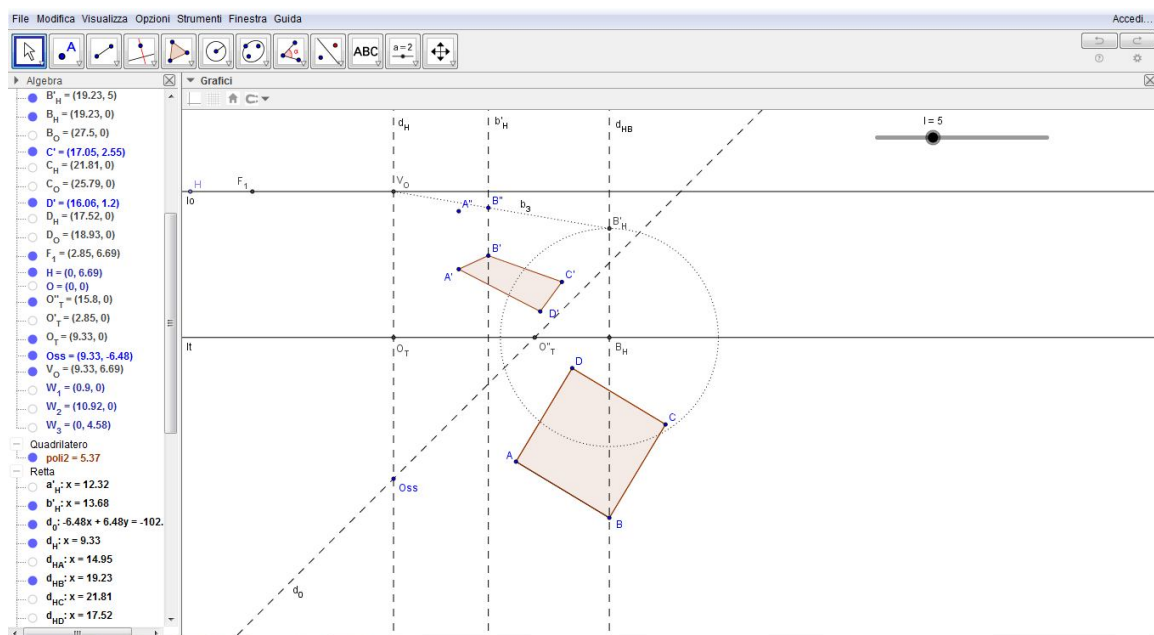 File Modifica Visualizza Opzioni Strumenti Finestra Guida Accedi...
A ABC a=2
Algebra Grafici
B'H = (19.23, 5)
BH = (19.23, 0)
BO = (27.5, 0)
C' = (17.05, 2.55)
CH = (21.81, 0)
CO = (25.79, 0)
D' = (16.06, 1.2)
DH = (17.52, 0)
DO = (18.93, 0)
F1 = (2.85, 6.69)
H = (0, 6.69)
O = (0, 0)
O"T = (15.8, 0)
O'T = (2.85, 0)
OT = (9.33, 0)
Oss = (9.33, -6.48)
VO = (9.33, 6.69)
W1 = (0.9, 0)
W2 = (10.92, 0)
W3 = (0, 4.58)
Quadrilatero
poli2 = 5.37
Retta
a'H: x = 12.32
b'H: x = 13.68
d0: -6.48x + 6.48y = -102.
dH: x = 9.33
dHA: x = 14.95
dHB: x = 19.23
dHC: x = 21.81
dHD: x = 17.52
dH b'H dHB l = 5
H F1 VO
lo A" B" b3 B'H
B'
A' C'
D'
lt OT O"T BH
D
C
A
Oss
B
d0